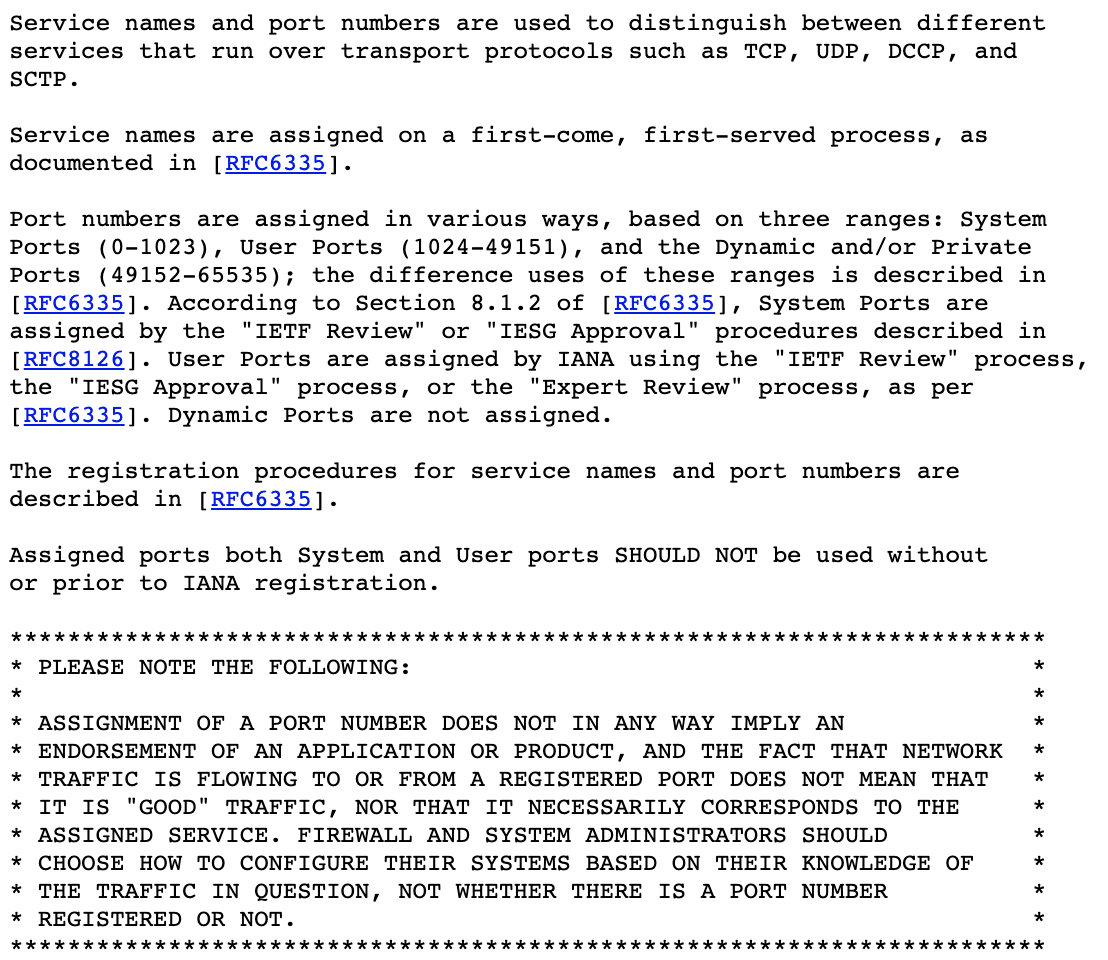 Service names and port numbers are used to distinguish between different
services that run over transport protocols such as TCP, UDP, DCCP, and
SCTP.

Service names are assigned on a first-come, first-served process, as
documented in [RFC6335].

Port numbers are assigned in various ways, based on three ranges: System
Ports (0-1023), User Ports (1024-49151), and the Dynamic and/or Private
Ports (49152-65535); the difference uses of these ranges is described in
[RFC6335]. According to Section 8.1.2 of [RFC6335], System Ports are
assigned by the "IETF Review" or "IESG Approval" procedures described in
[RFC8126]. User Ports are assigned by IANA using the "IETF Review" process,
the "IESG Approval" process, or the "Expert Review" process, as per
[RFC6335]. Dynamic Ports are not assigned.

The registration procedures for service names and port numbers are
described in [RFC6335].

Assigned ports both System and User ports SHOULD NOT be used without
or prior to IANA registration.

************************************************************************
* PLEASE NOTE THE FOLLOWING:                                           *
*                                                                      *
* ASSIGNMENT OF A PORT NUMBER DOES NOT IN ANY WAY IMPLY AN             *
* ENDORSEMENT OF AN APPLICATION OR PRODUCT, AND THE FACT THAT NETWORK  *
* TRAFFIC IS FLOWING TO OR FROM A REGISTERED PORT DOES NOT MEAN THAT   *
* IT IS "GOOD" TRAFFIC, NOR THAT IT NECESSARILY CORRESPONDS TO THE     *
* ASSIGNED SERVICE. FIREWALL AND SYSTEM ADMINISTRATORS SHOULD          *
* CHOOSE HOW TO CONFIGURE THEIR SYSTEMS BASED ON THEIR KNOWLEDGE OF    *
* THE TRAFFIC IN QUESTION, NOT WHETHER THERE IS A PORT NUMBER          *
* REGISTERED OR NOT.                                                   *
************************************************************************